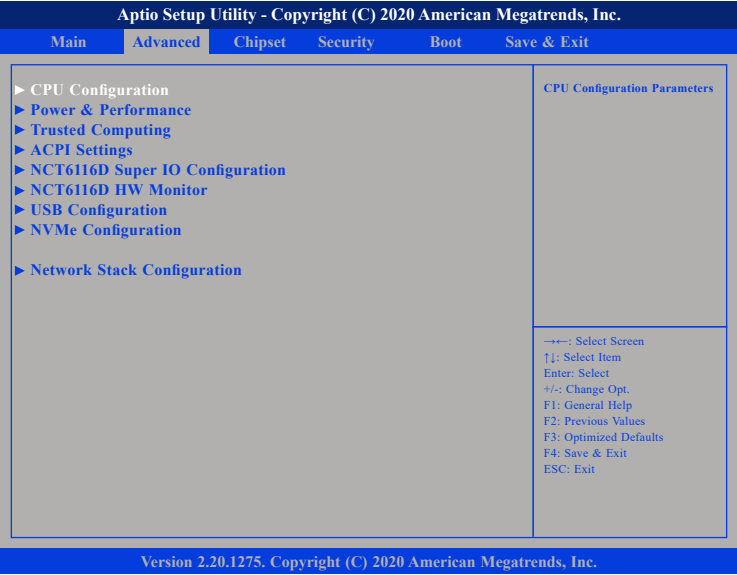 Aptio Setup Utility - Copyright (C) 2020 American Megatrends, Inc.
Main Advanced Chipset Security Boot Save & Exit
► CPU Configuration
► Power & Performance
► Trusted Computing
► ACPI Settings
► NCT6116D Super IO Configuration
► NCT6116D HW Monitor
► USB Configuration
► NVMe Configuration
► Network Stack Configuration
CPU Configuration Parameters
→←: Select Screen
↑↓: Select Item
Enter: Select
+/-: Change Opt.
F1: General Help
F2: Previous Values
F3: Optimized Defaults
F4: Save & Exit
ESC: Exit
Version 2.20.1275. Copyright (C) 2020 American Megatrends, Inc.